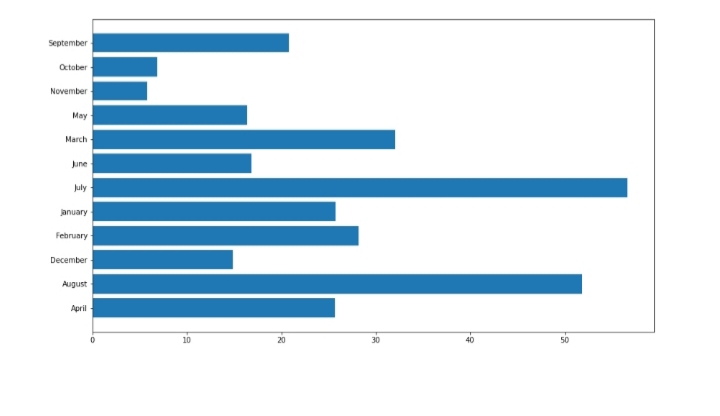 September
October
November
May
March
June
July
January
February
December
August
April
0 10 20 30 40 50